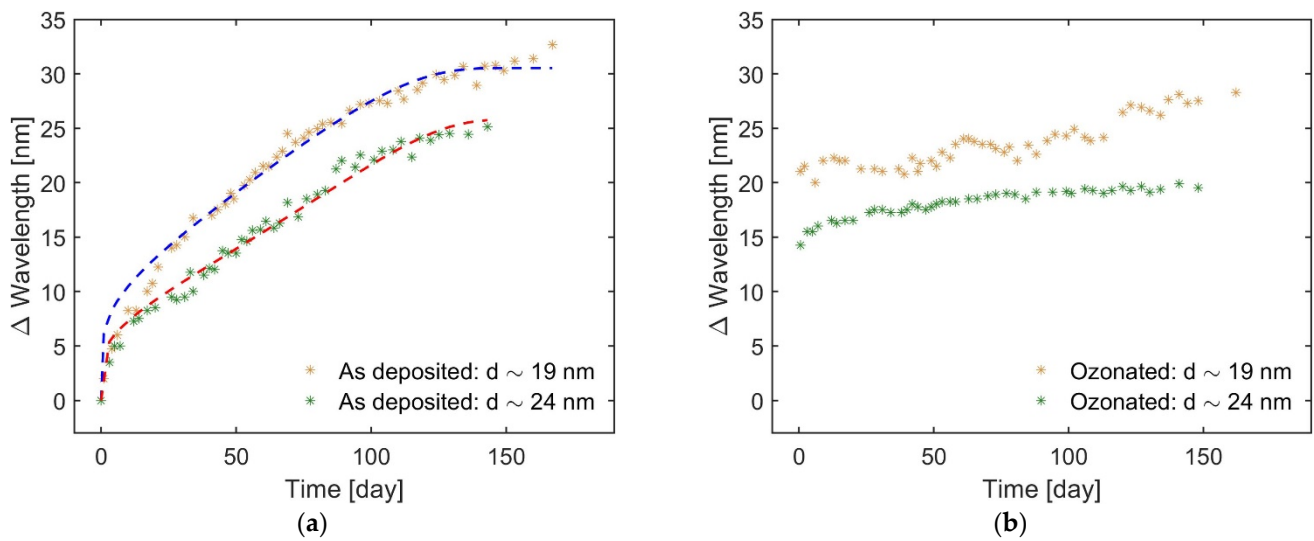 35
30
25
20
15
10
5
0
Δ Wavelength [nm]
As deposited: d ∼ 19 nm
As deposited: d ∼ 24 nm
0 50 100 150
Time [day]
(a)
35
30
25
20
15
10
5
0
Δ Wavelength [nm]
Ozonated: d ∼ 19 nm
Ozonated: d ∼ 24 nm
0 50 100 150
Time [day]
(b)